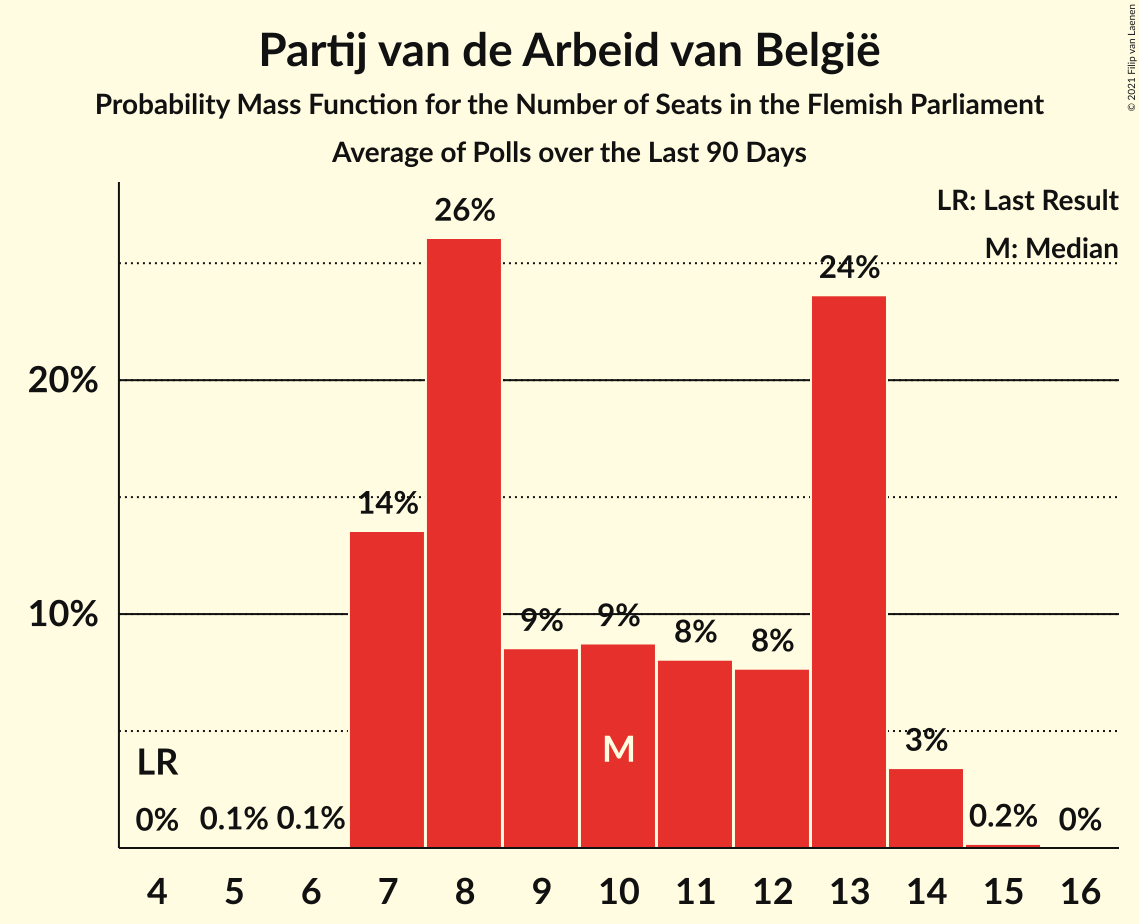 Partij van de Arbeid van België
Probability Mass Function for the Number of Seats in the Flemish Parliament
Average of Polls over the Last 90 Days
© 2021 Filip van Laenen
LR: Last Result
M: Median
26%
24%
20%
14%
10%
9%
9%
8%
8%
M
3%
LR
0%
0.1%
0.1%
0.2%
0%
4 5 6 7 8 9 10 11 12 13 14 15 16